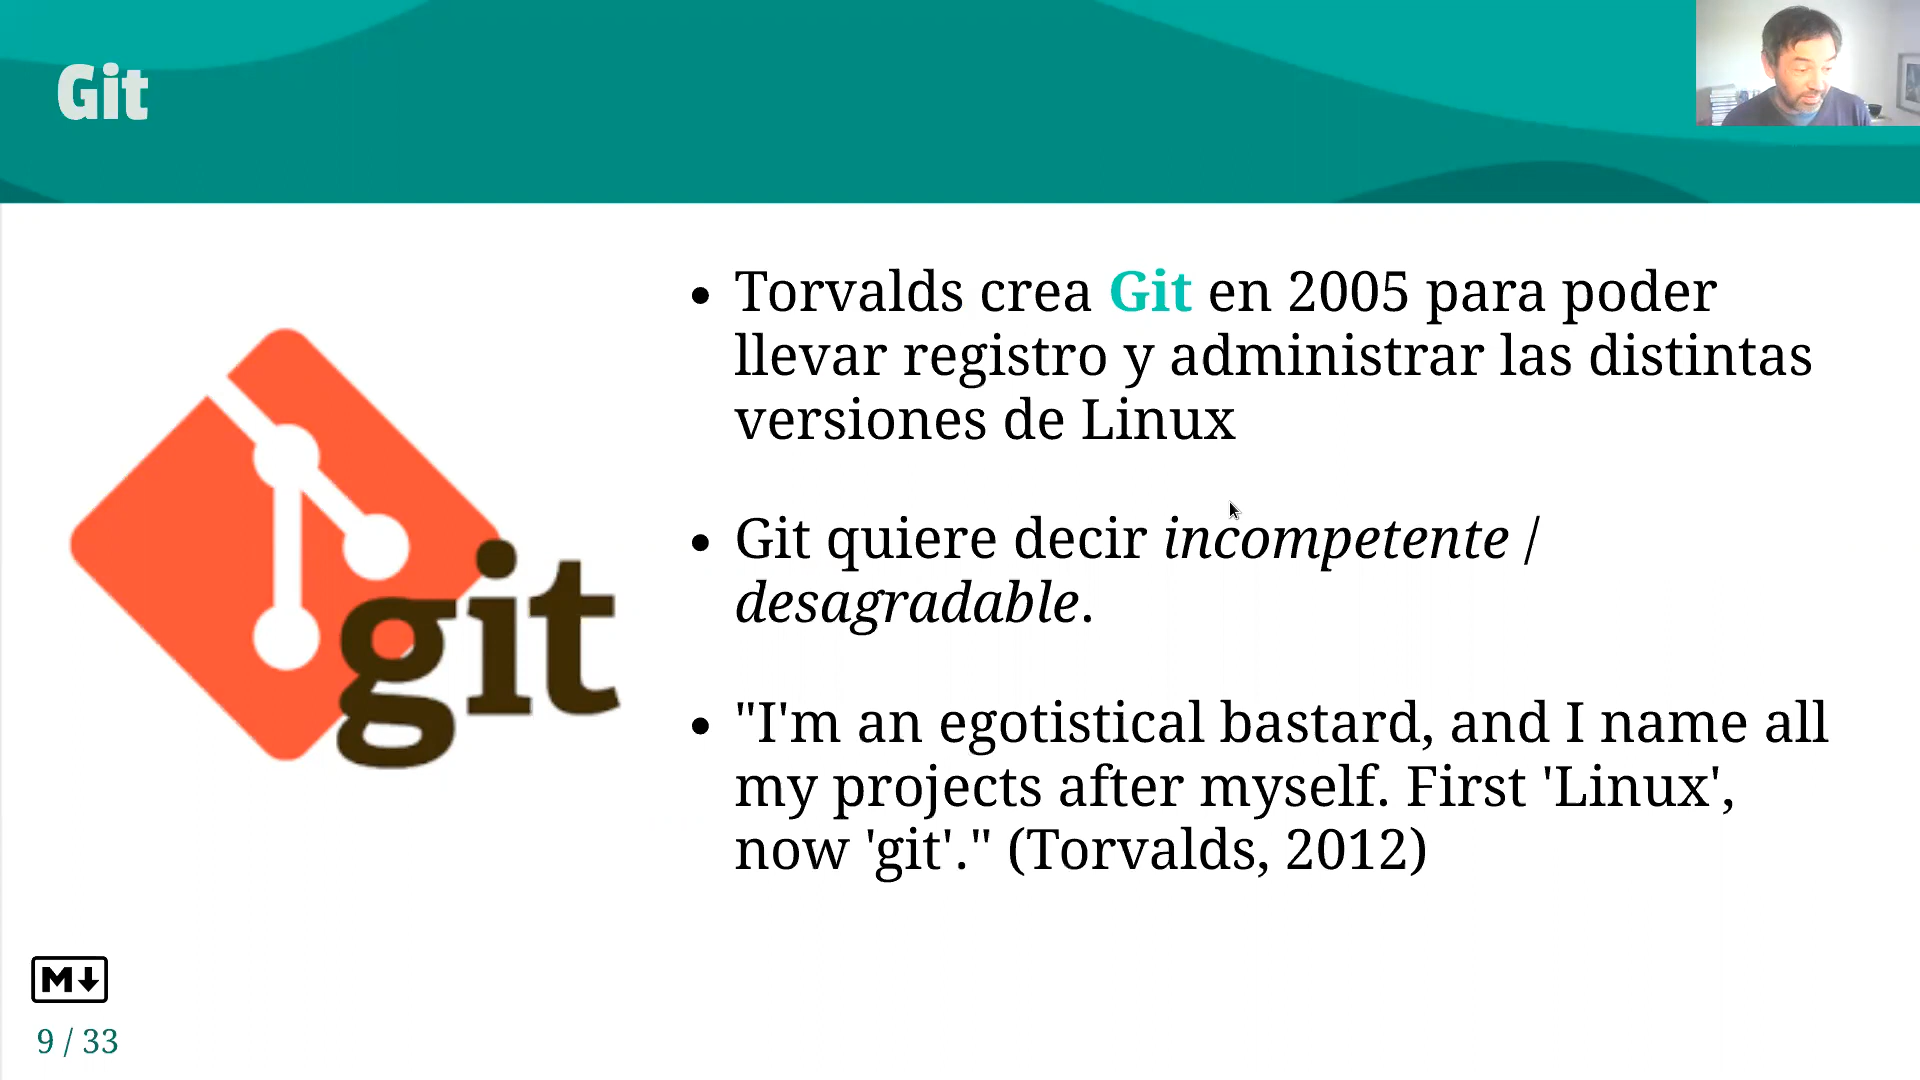 Git
Torvalds crea Git en 2005 para poder
llevar registro y administrar las distintas
versiones de Linux
Git quiere decir incompetente /
desagradable.
"I'm an egotistical bastard, and I name all
my projects after myself. First 'Linux',
now 'git'." (Torvalds, 2012)
git
M
9 / 33